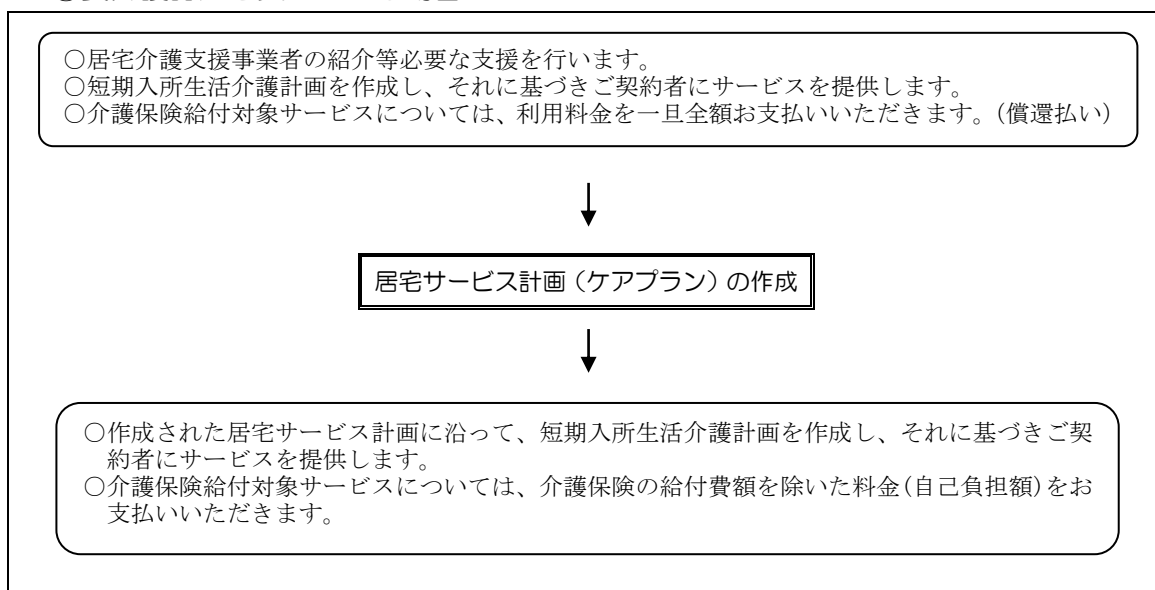 ○居宅介護支援事業者の紹介等必要な支援を行います。
○短期入所生活介護計画を作成し、それに基づきご契約者にサービスを提供します。
○介護保険給付対象サービスについては、利用料金を一旦全額お支払いいただきます。(償還払い)
居宅サービス計画（ケアプラン）の作成
○作成された居宅サービス計画に沿って、短期入所生活介護計画を作成し、それに基づきご契
約者にサービスを提供します。
○介護保険給付対象サービスについては、介護保険の給付費額を除いた料金(自己負担額)をお
支払いいただきます。